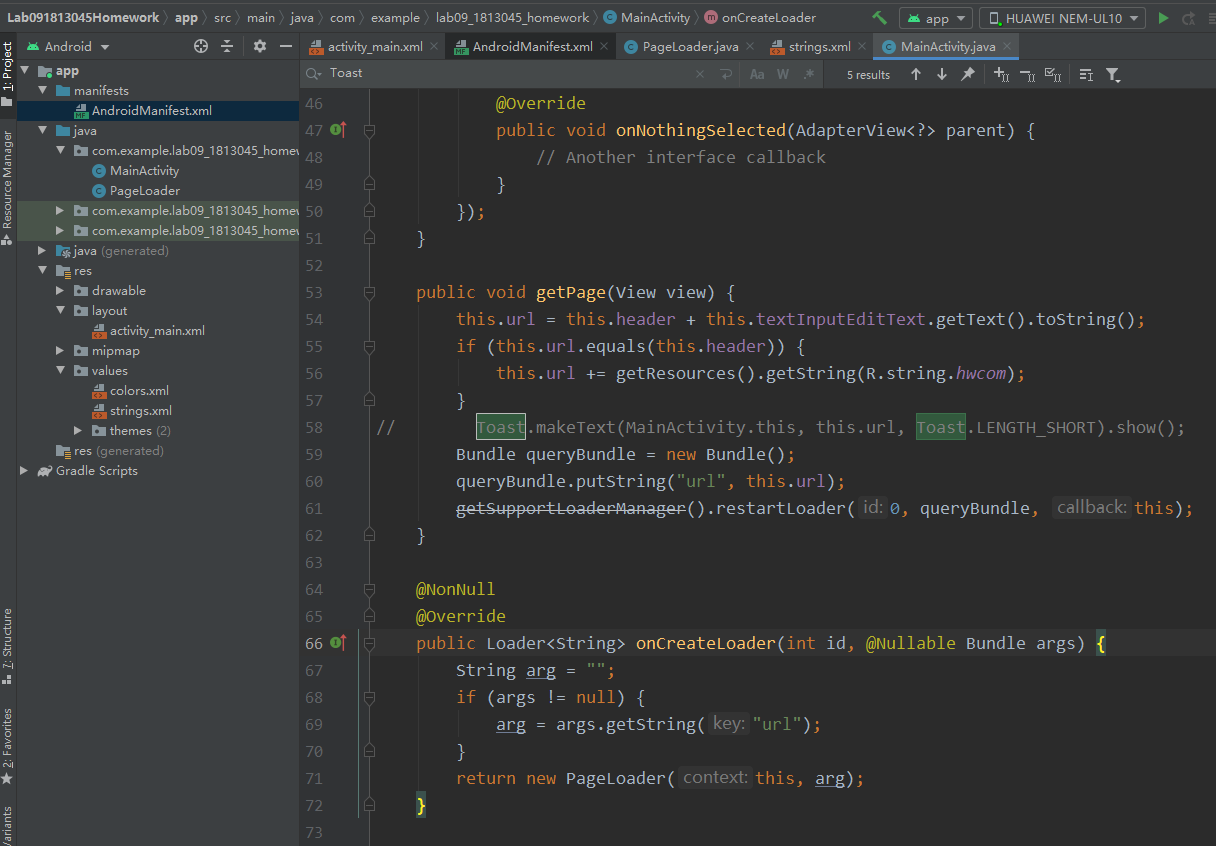 Lab091813045Homework app src main java com example lab09_1813045_homework MainActivity onCreateLoader app HUAWEI NEM-UL10
1: Project
Resource Manager
7: Structure
2: Favorites
Android
activity_main.xml AndroidManifest.xml PageLoader.java strings.xml MainActivity.java
Toast Aa W .* 5 results
app
manifests
AndroidManifest.xml
java
com.example.lab09_1813045_homew
MainActivity
PageLoader
com.example.lab09_1813045_homew
com.example.lab09_1813045_homew
java (generated)
res
drawable
layout
activity_main.xml
mipmap
values
colors.xml
strings.xml
themes (2)
res (generated)
Gradle Scripts
46 @Override
47 public void onNothingSelected(AdapterView<?> parent) {
48 // Another interface callback
49 }
50 });
51 }
52
53 public void getPage(View view) {
54 this.url = this.header + this.textInputEditText.getText().toString();
55 if (this.url.equals(this.header)) {
56 this.url += getResources().getString(R.string.hwcom);
57 }
58 // Toast.makeText(MainActivity.this, this.url, Toast.LENGTH_SHORT).show();
59 Bundle queryBundle = new Bundle();
60 queryBundle.putString("url", this.url);
61 getSupportLoaderManager().restartLoader( id: 0, queryBundle, callback: this);
62 }
63
64 @NonNull
65 @Override
66 public Loader<String> onCreateLoader(int id, @Nullable Bundle args) {
67 String arg = "";
68 if (args != null) {
69 arg = args.getString( key: "url");
70 }
71 return new PageLoader( context: this, arg);
72 }
73